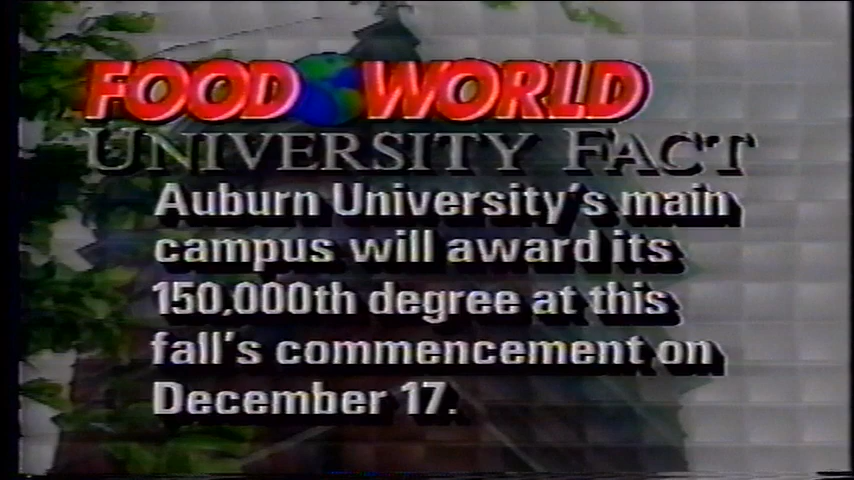 FOOD WORLD
UNIVERSITY FACT
Auburn University's main
campus will award its
150,000th degree at this
fall's commencement on
December 17.